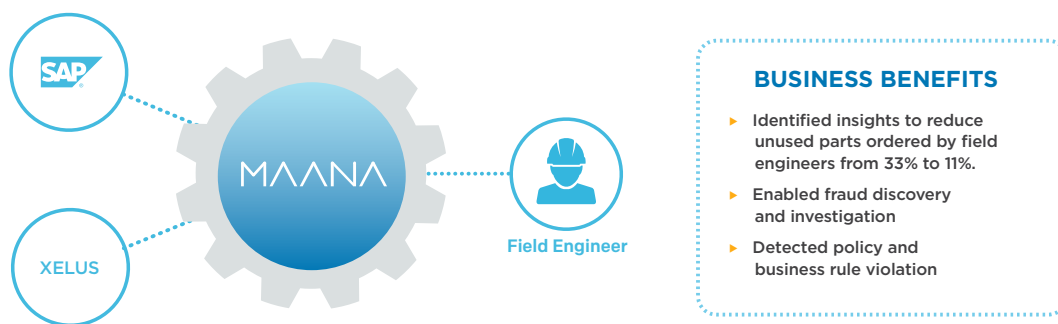 SAP
®
MAANA
XELUS
Field Engineer
BUSINESS BENEFITS
► Identified insights to reduce
unused parts ordered by field
engineers from 33% to 11%.
► Enabled fraud discovery
and investigation
► Detected policy and
business rule violation